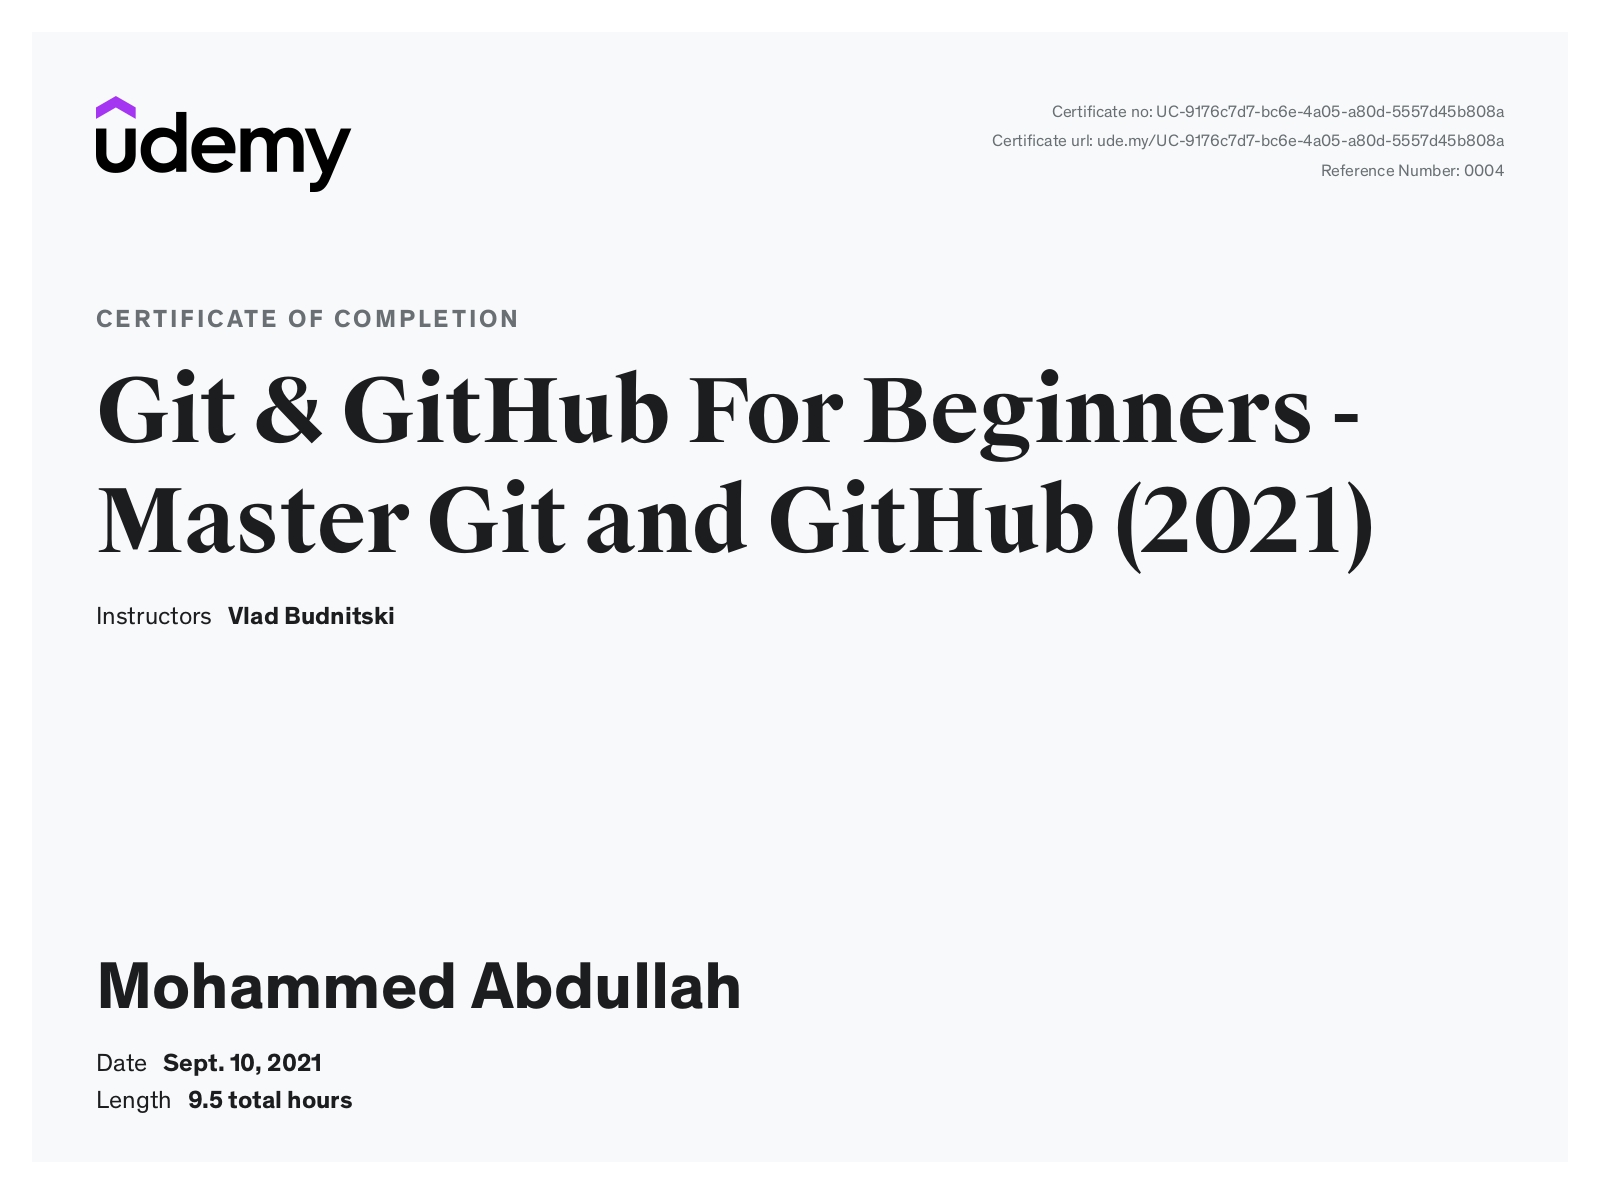 udemy
Certificate no: UC-9176c7d7-bc6e-4a05-a80d-5557d45b808a
Certificate url: ude.my/UC-9176c7d7-bc6e-4a05-a80d-5557d45b808a
Reference Number: 0004
CERTIFICATE OF COMPLETION
Git & GitHub For Beginners -
Master Git and GitHub (2021)
Instructors Vlad Budnitski
Mohammed Abdullah
Date Sept. 10, 2021
Length 9.5 total hours